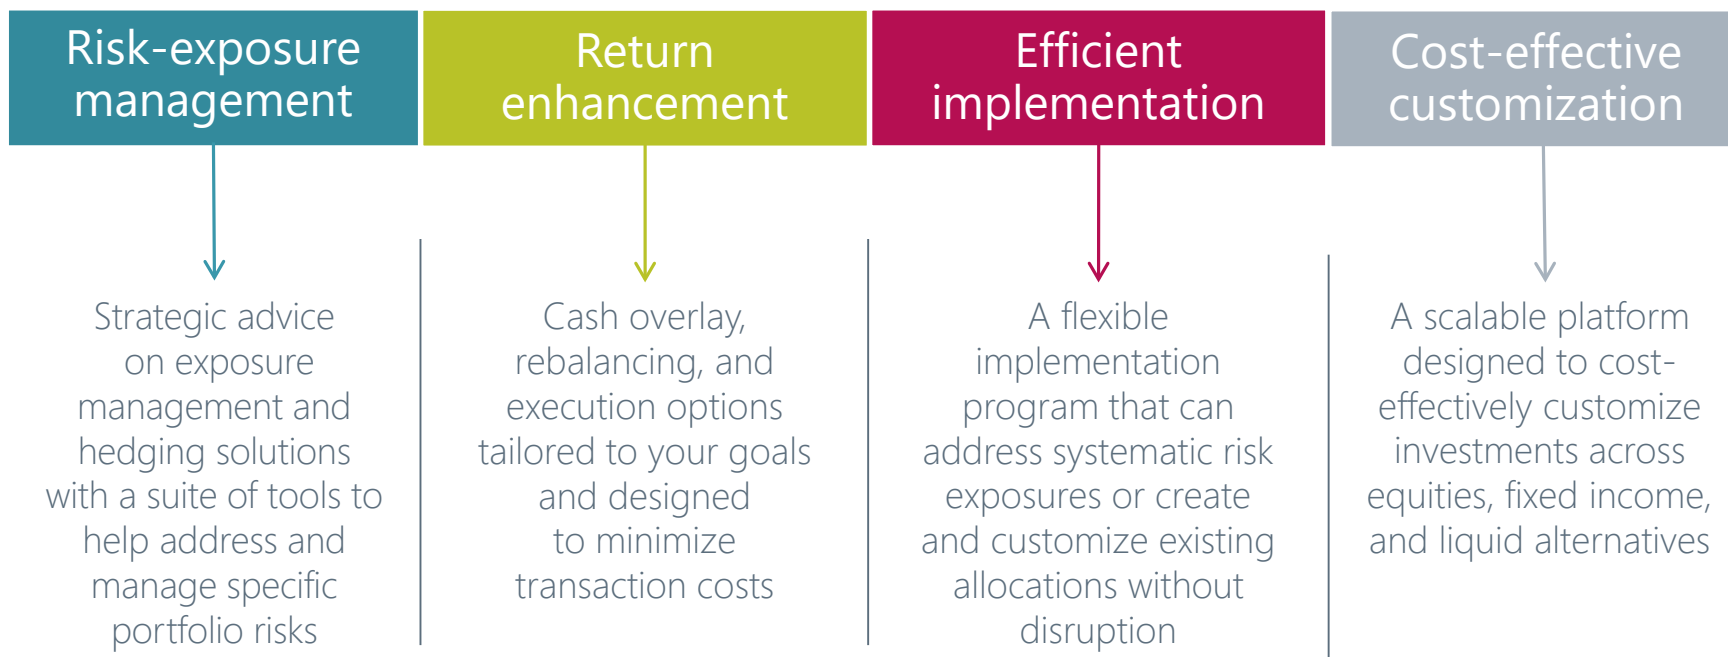 Risk-exposure
management
Return
enhancement
Efficient
implementation
Cost-effective
customization
Strategic advice
on exposure
management and
hedging solutions
with a suite of tools to
help address and
manage specific
portfolio risks
Cash overlay,
rebalancing, and
execution options
tailored to your goals
and designed
to minimize
transaction costs
A flexible
implementation
program that can
address systematic risk
exposures or create
and customize existing
allocations without
disruption
A scalable platform
designed to cost-
effectively customize
investments across
equities, fixed income,
and liquid alternatives